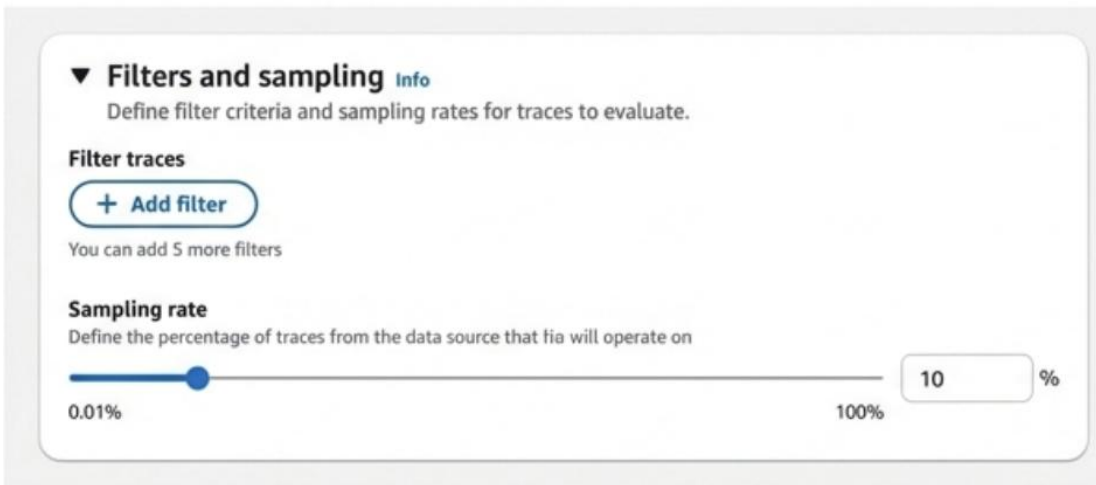 ▼ Filters and sampling Info
Define filter criteria and sampling rates for traces to evaluate.
Filter traces
+ Add filter
You can add 5 more filters
Sampling rate
Define the percentage of traces from the data source that will operate on
10 %
0.01% 100%